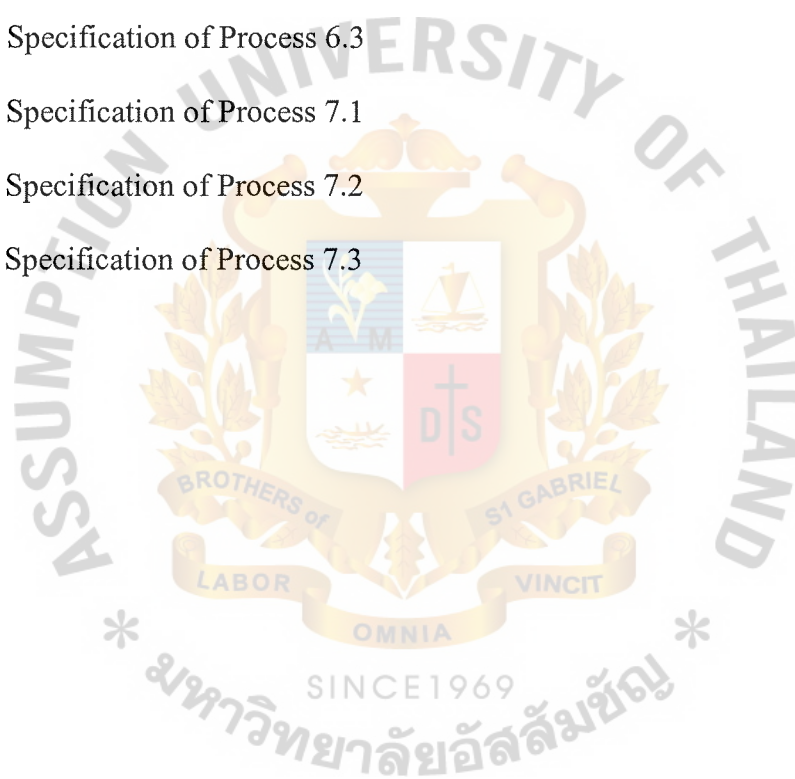 Specification of Process 6.3
Specification of Process 7.1
Specification of Process 7.2
Specification of Process 7.3
ASSUMPTION UNIVERSITY OF THAILAND
A M
D S
BROTHERS of
S1 GABRIEL
LABOR
VINCIT
OMNIA
SINCE1969
* มหาวิทยาลัยอัสสัมชัญ *